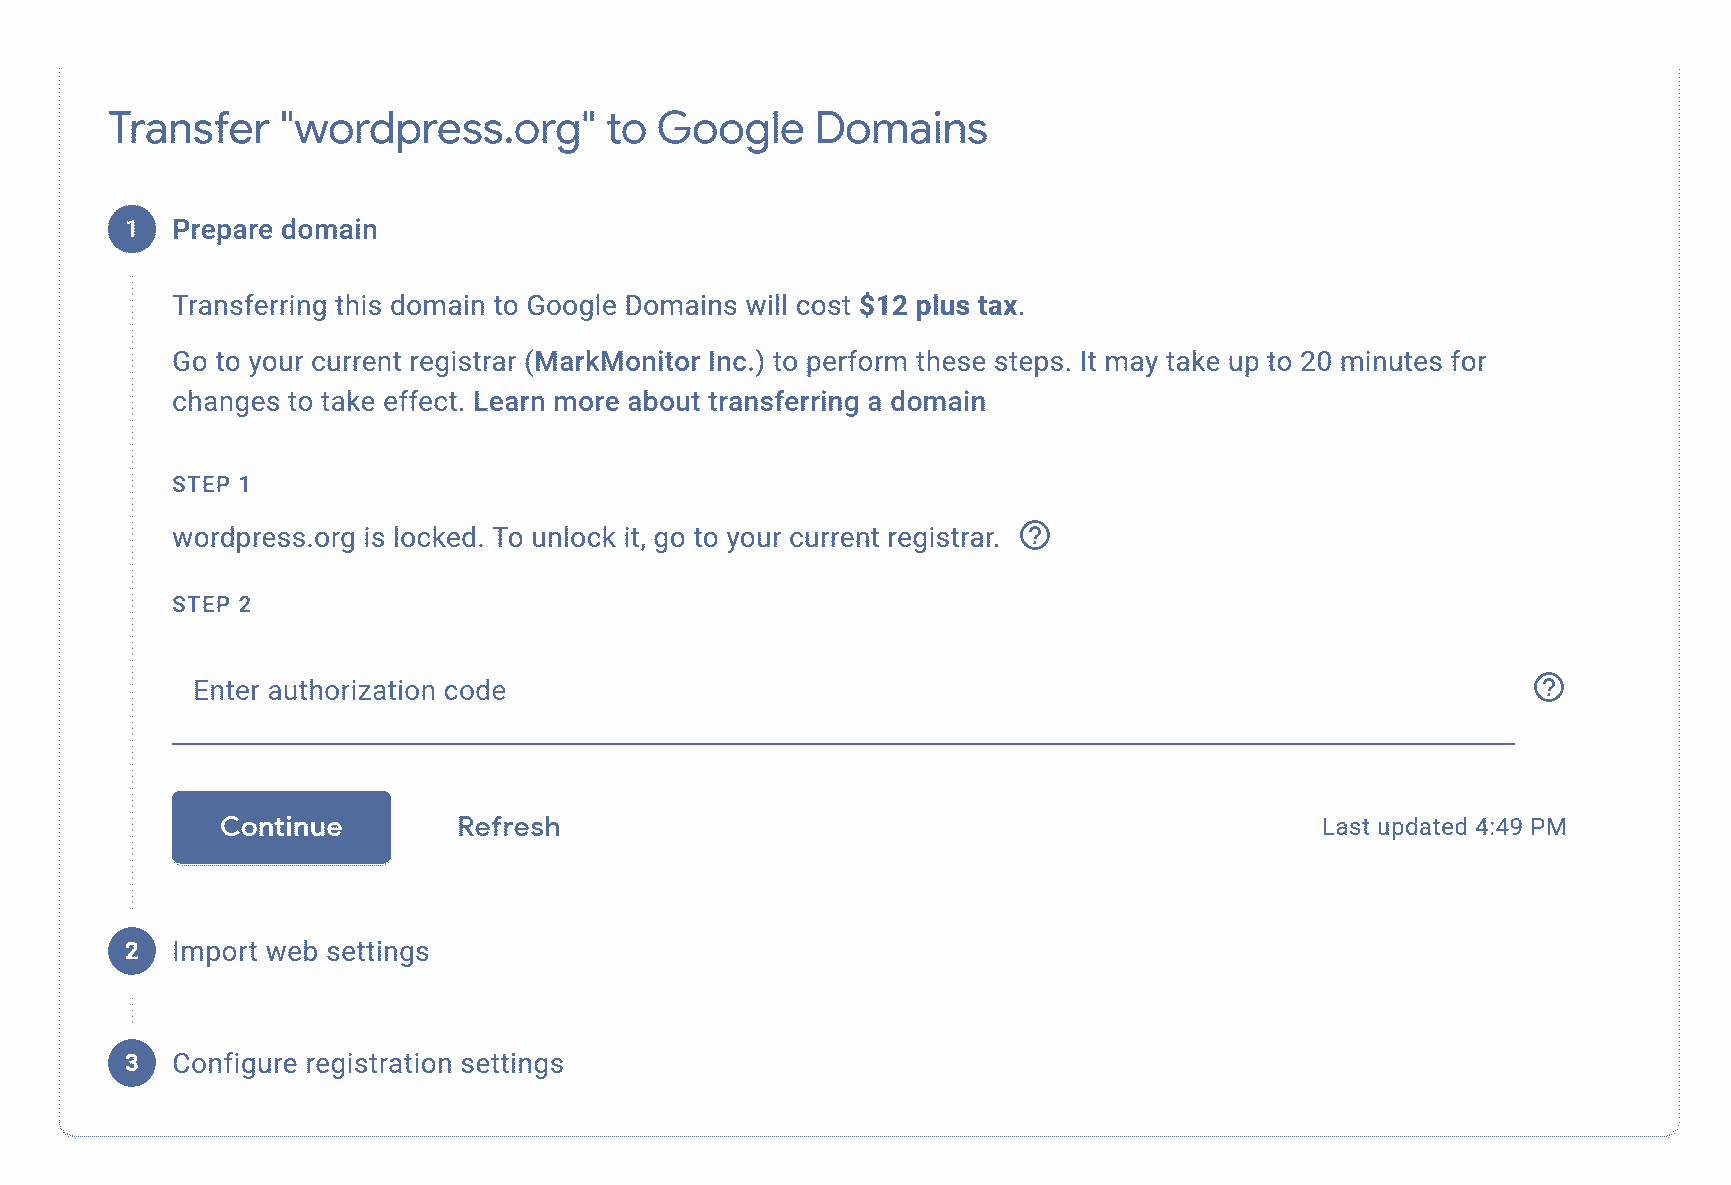 Transfer "wordpress.org" to Google Domains
1 Prepare domain
Transferring this domain to Google Domains will cost $12 plus tax.
Go to your current registrar (MarkMonitor Inc.) to perform these steps. It may take up to 20 minutes for
changes to take effect. Learn more about transferring a domain
STEP 1
wordpress.org is locked. To unlock it, go to your current registrar. ?
STEP 2
Enter authorization code ?
Continue Refresh Last updated 4:49 PM
2 Import web settings
3 Configure registration settings